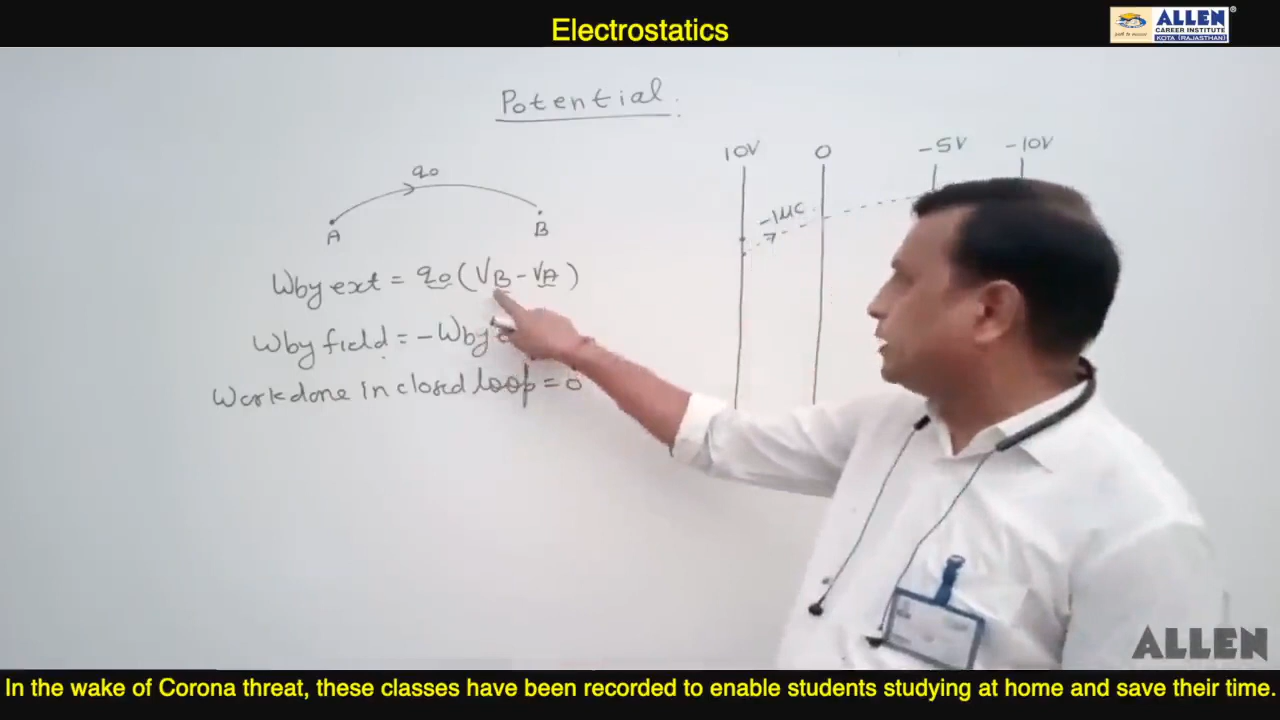 Electrostatics
ALLEN
CAREER INSTITUTE
KOTA (RAJASTHAN)
Potential
10V 0 -5V -10V
q0
A B
-1μC
Wby ext = q0(VB-VA)
Wby field = -Wby
Workdone in closed loop = 0
ALLEN
In the wake of Corona threat, these classes have been recorded to enable students studying at home and save their time.